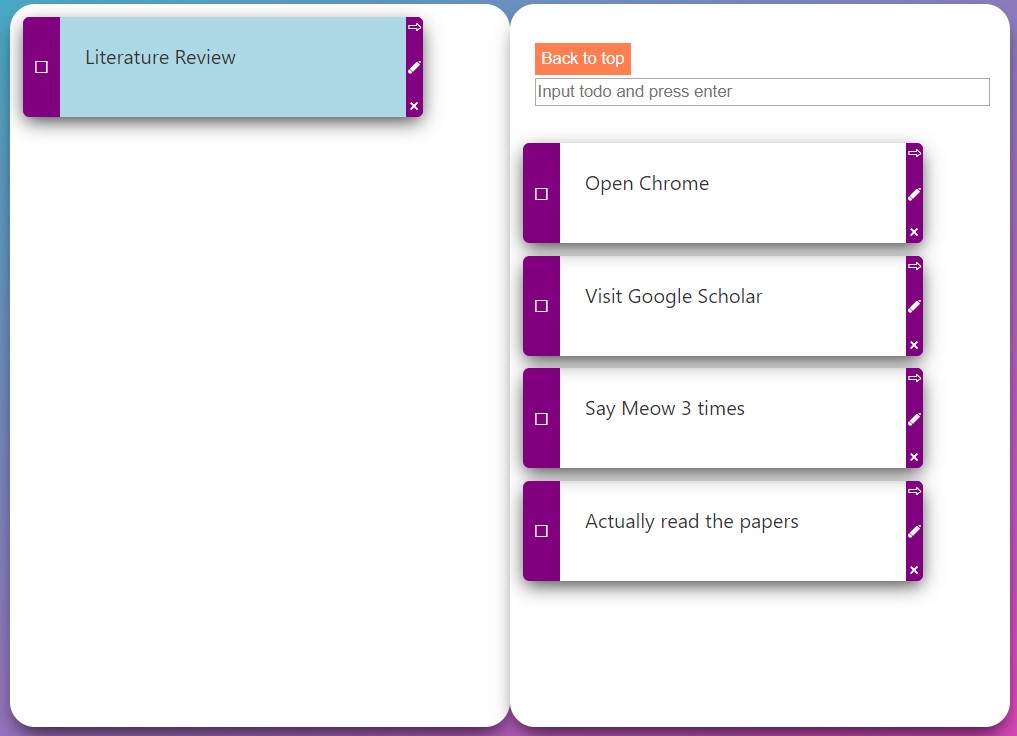 Literature Review
Back to top
Input todo and press enter
Open Chrome
Visit Google Scholar
Say Meow 3 times
Actually read the papers